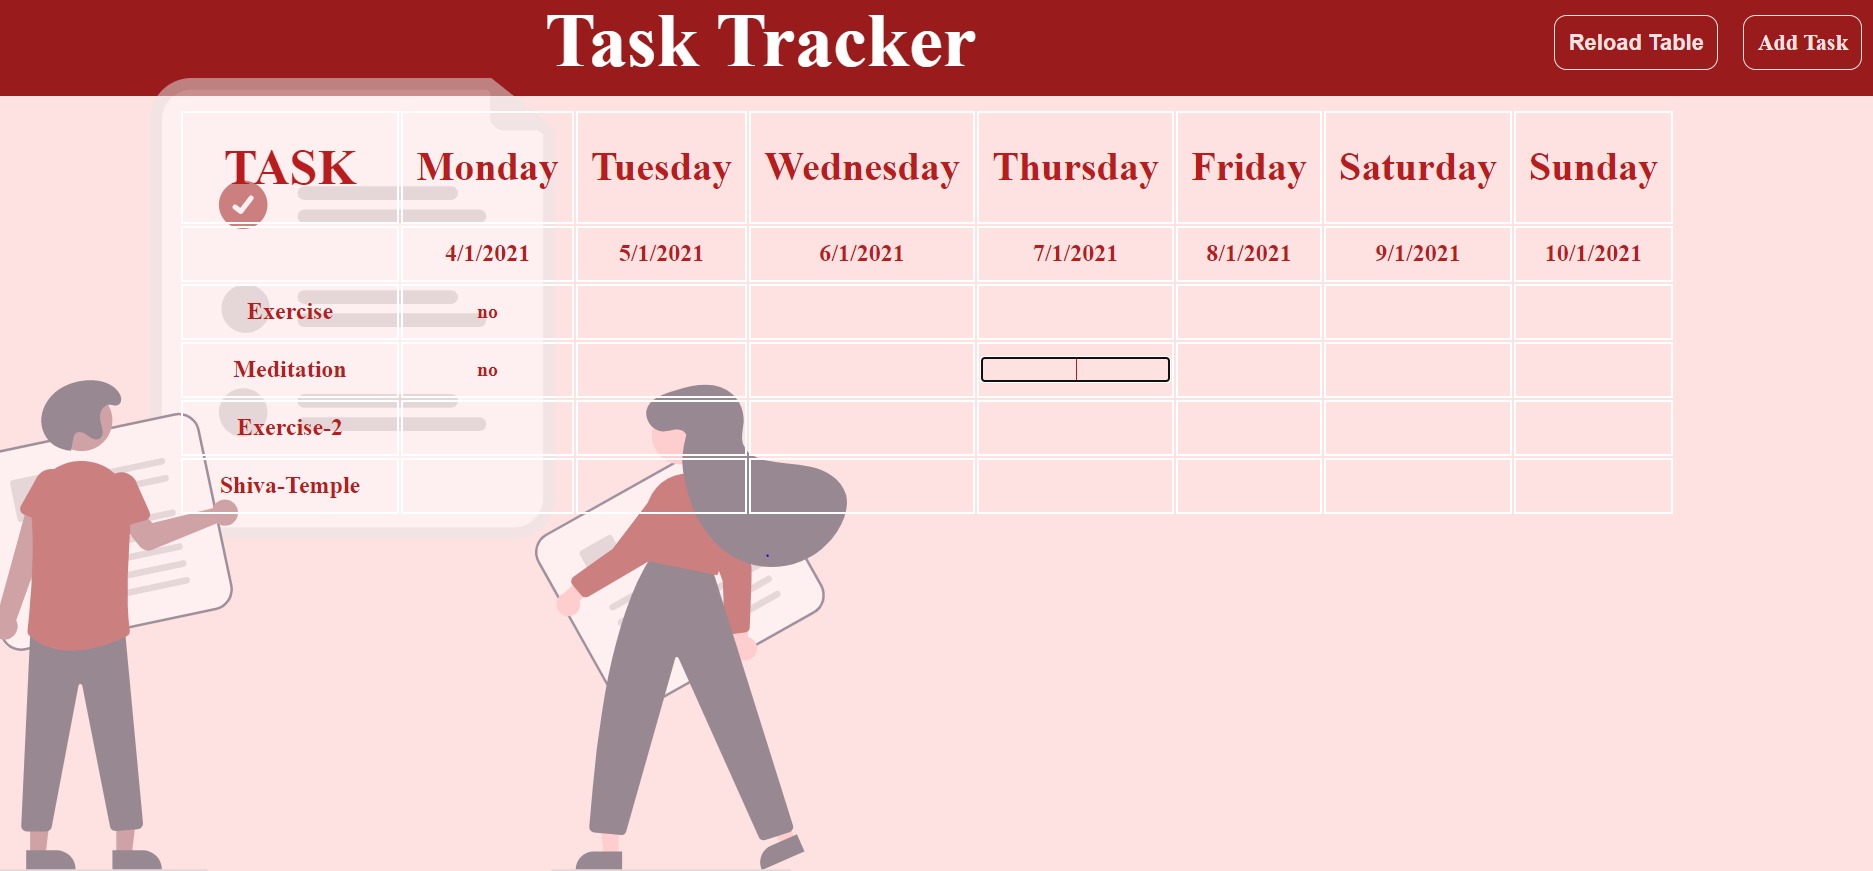 Task Tracker
Reload Table
Add Task
TASK Monday Tuesday Wednesday Thursday Friday Saturday Sunday
4/1/2021 5/1/2021 6/1/2021 7/1/2021 8/1/2021 9/1/2021 10/1/2021
Exercise no
Meditation no
Exercise-2
Shiva-Temple